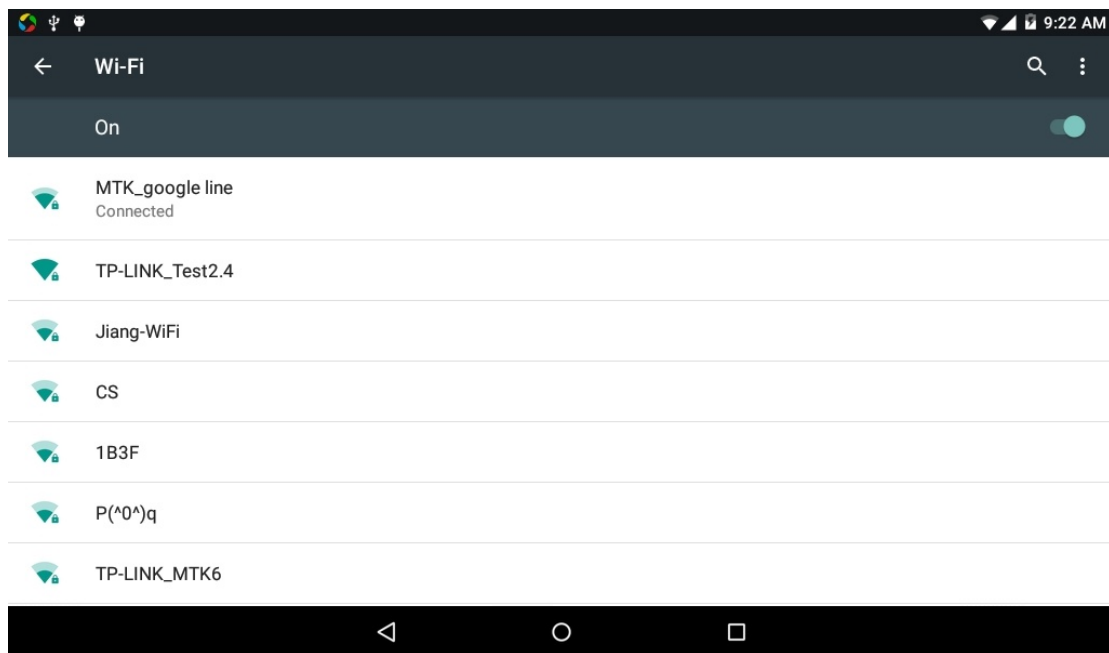 9:22 AM
Wi-Fi
On
MTK_google line
Connected
TP-LINK_Test2.4
Jiang-WiFi
CS
1B3F
P(^0^)q
TP-LINK_MTK6